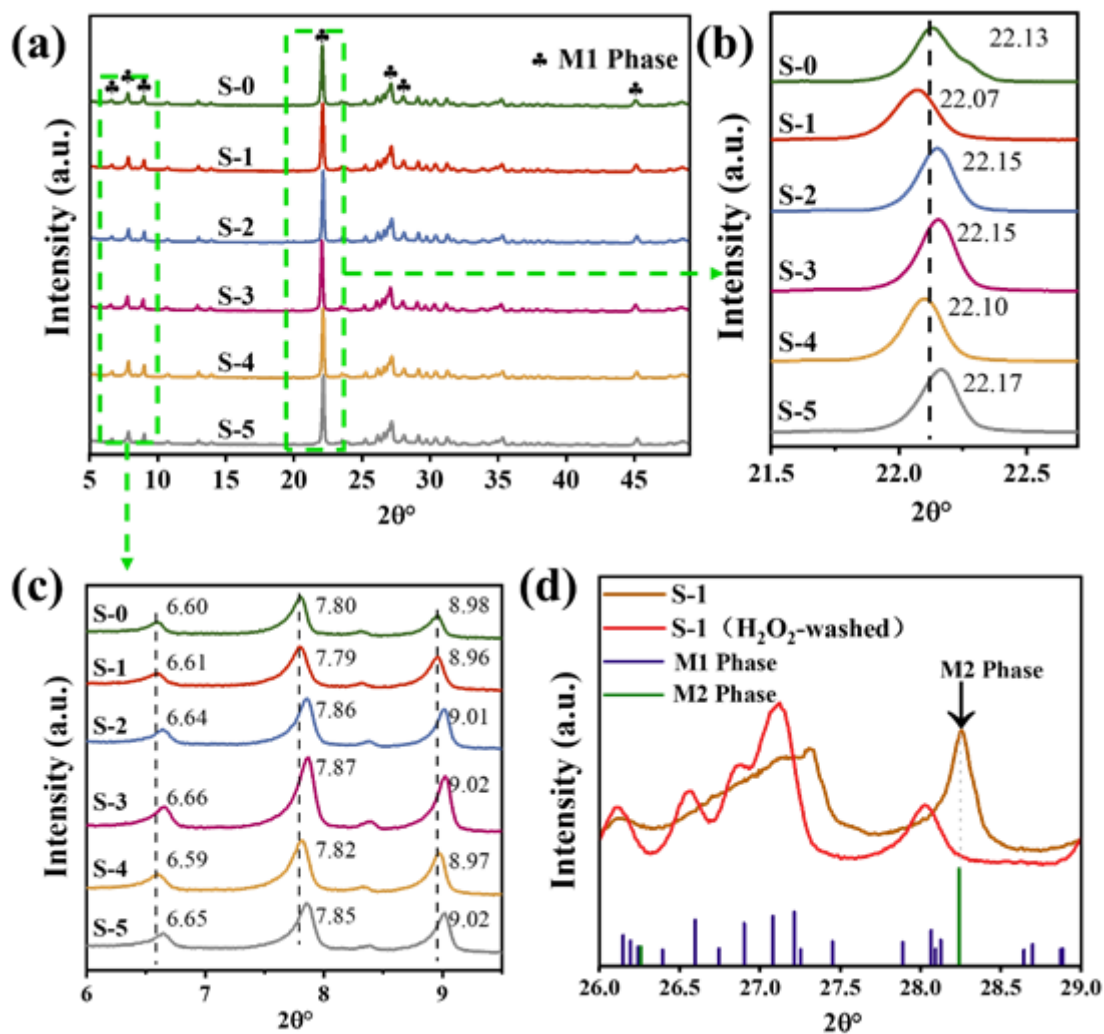 (a)
♣ M1 Phase
S-0
S-1
S-2
S-3
S-4
S-5
Intensity (a.u.)
5 10 15 20 25 30 35 40 45
2θ°
(b)
S-0 22.13
S-1 22.07
S-2 22.15
S-3 22.15
S-4 22.10
S-5 22.17
Intensity (a.u.)
21.5 22.0 22.5
2θ°
(c)
S-0 6.60 7.80 8.98
S-1 6.61 7.79 8.96
S-2 6.64 7.86 9.01
S-3 6.66 7.87 9.02
S-4 6.59 7.82 8.97
S-5 6.65 7.85 9.02
Intensity (a.u.)
6 7 8 9
2θ°
(d)
S-1
S-1（H₂O₂-washed）
M1 Phase
M2 Phase
M2 Phase
Intensity (a.u.)
26.0 26.5 27.0 27.5 28.0 28.5 29.0
2θ°